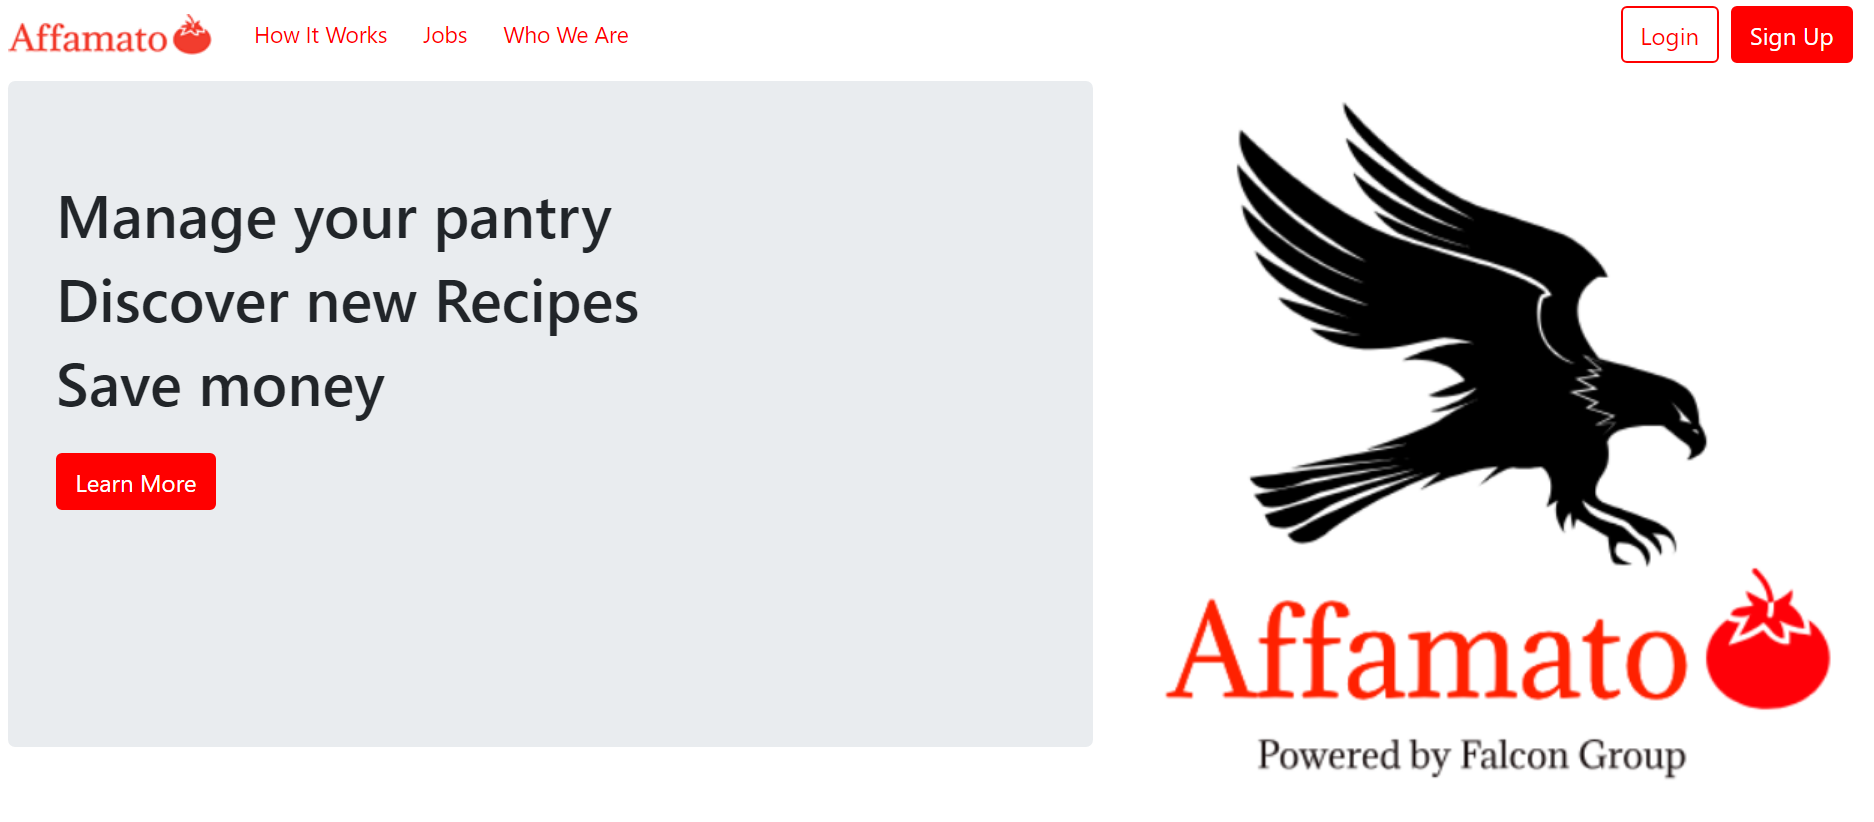 Affamato
How It Works
Jobs
Who We Are
Login
Sign Up
Manage your pantry
Discover new Recipes
Save money
Learn More
Affamato
Powered by Falcon Group